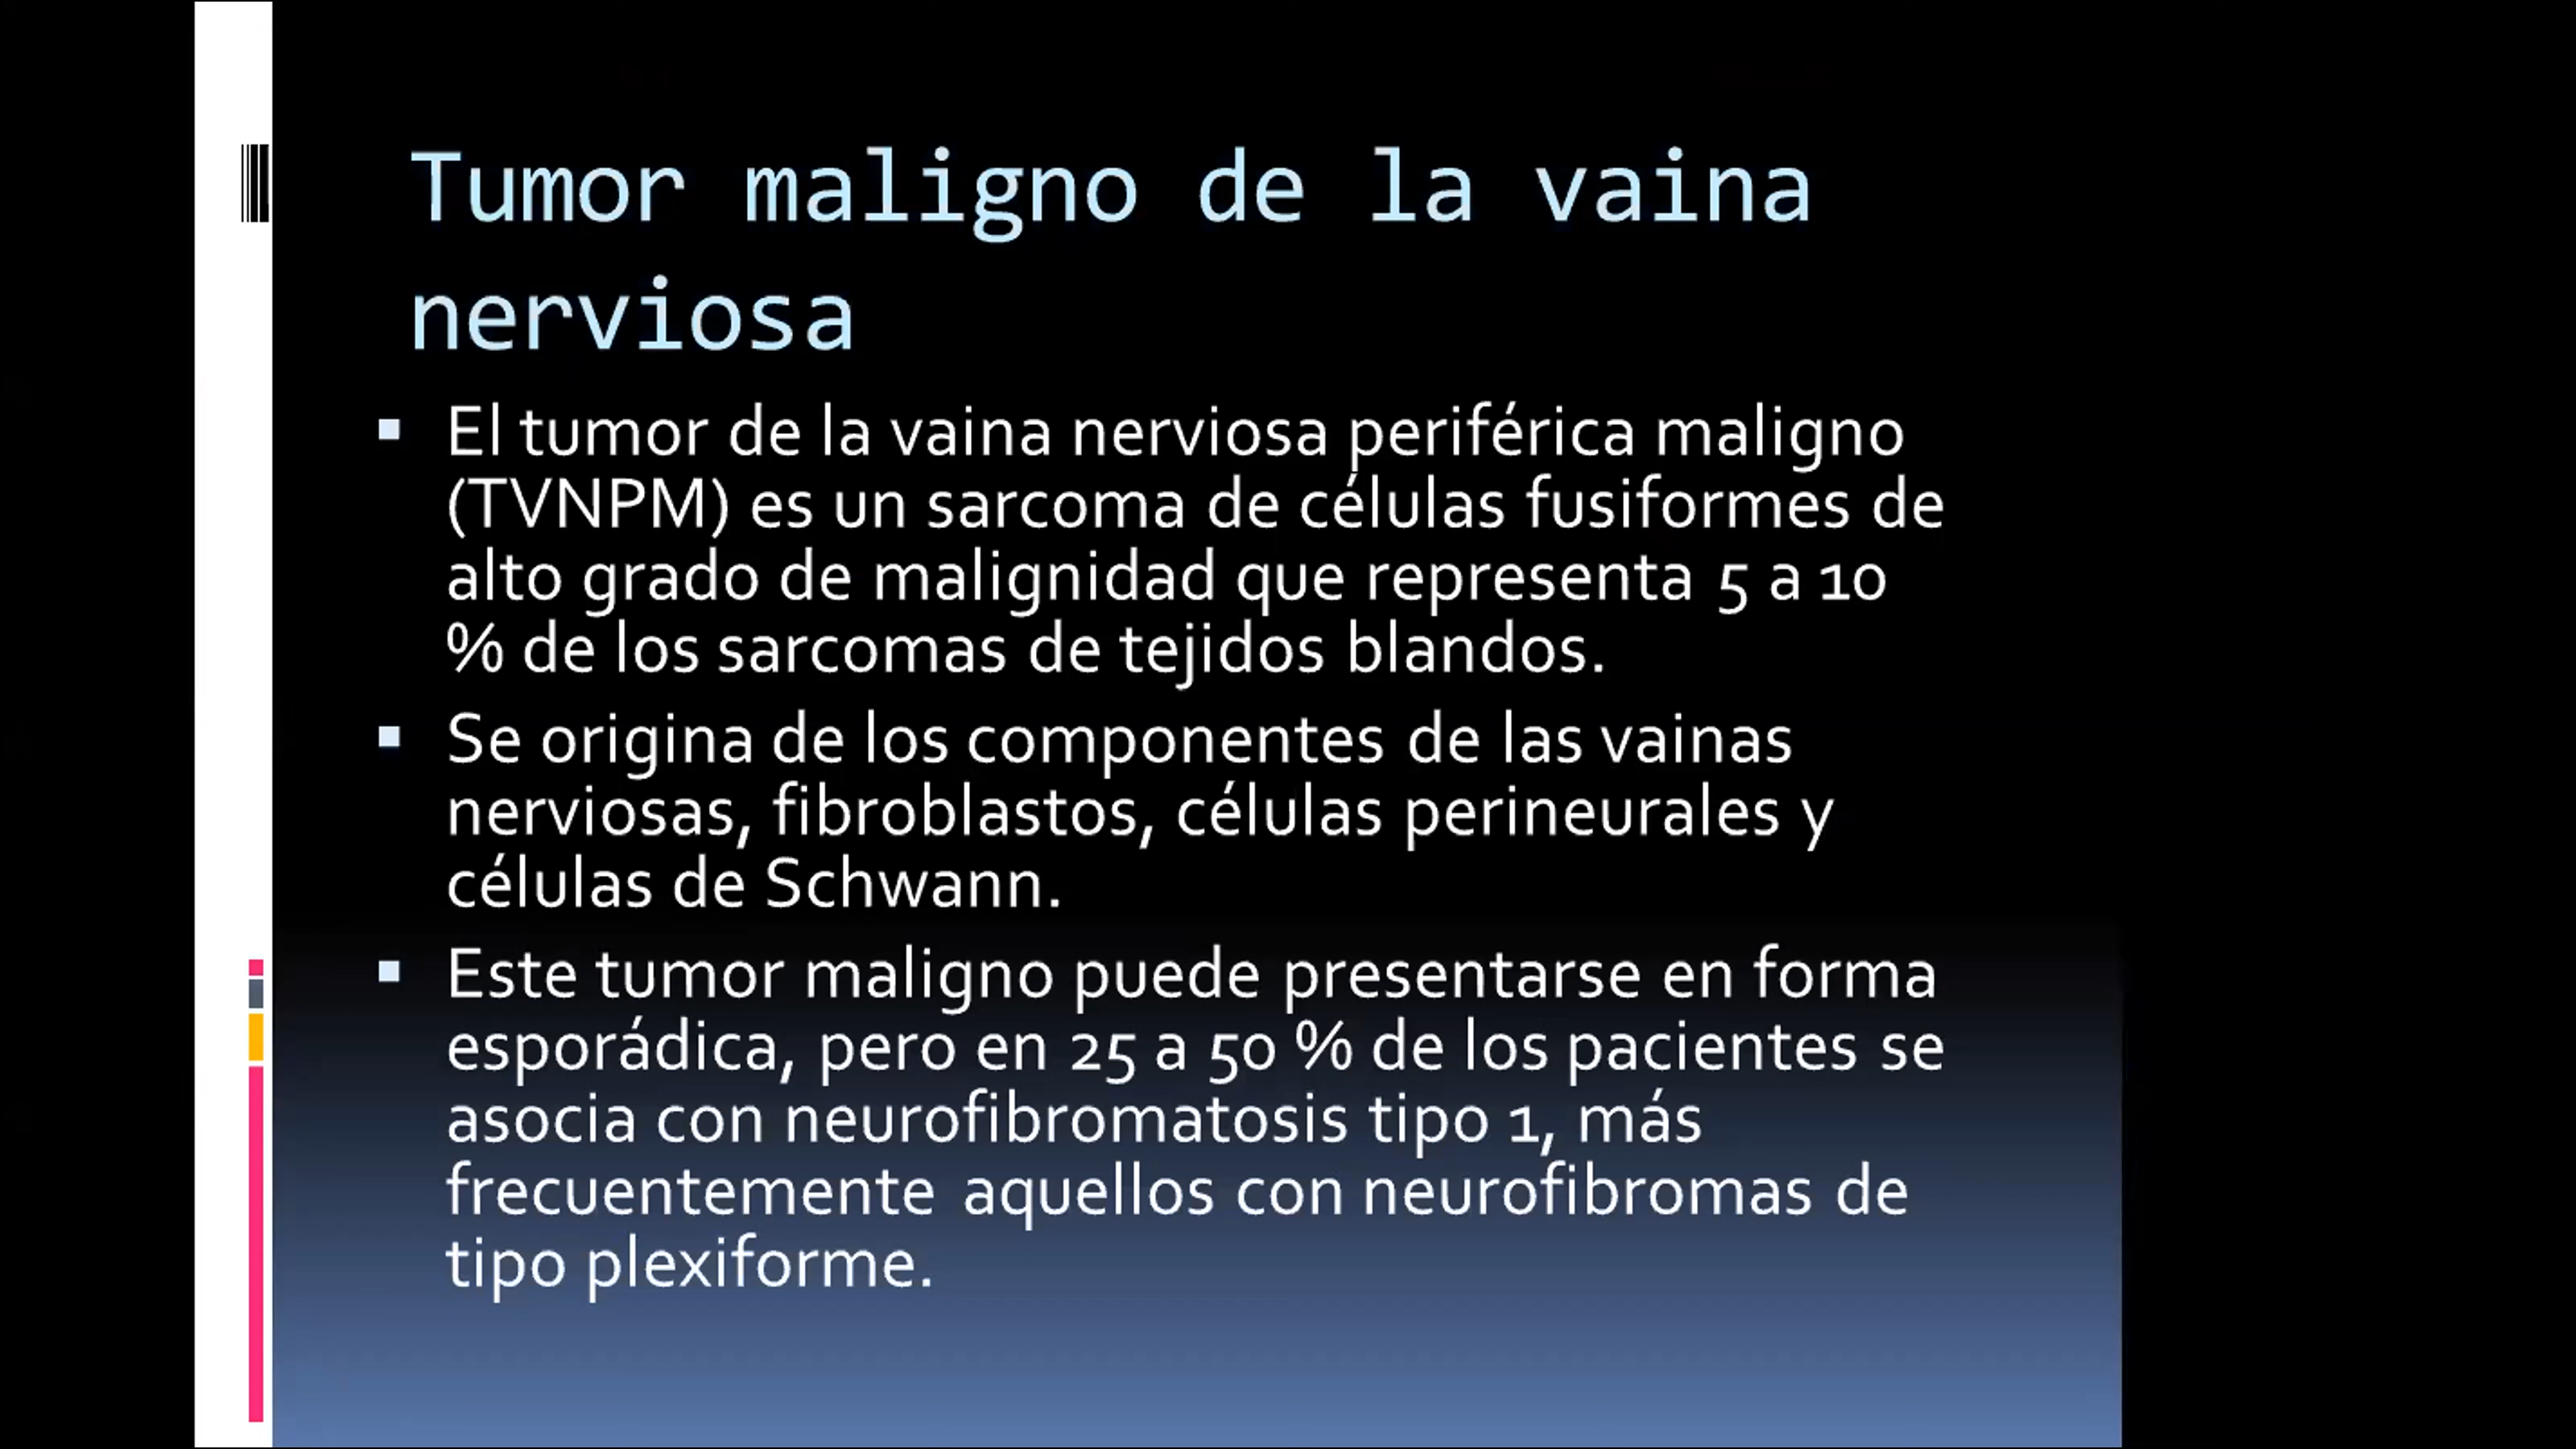 Tumor maligno de la vaina
nerviosa
▪ El tumor de la vaina nerviosa periférica maligno
(TVNPM) es un sarcoma de células fusiformes de
alto grado de malignidad que representa 5 a 10
% de los sarcomas de tejidos blandos.
▪ Se origina de los componentes de las vainas
nerviosas, fibroblastos, células perineurales y
células de Schwann.
▪ Este tumor maligno puede presentarse en forma
esporádica, pero en 25 a 50 % de los pacientes se
asocia con neurofibromatosis tipo 1, más
frecuentemente aquellos con neurofibromas de
tipo plexiforme.